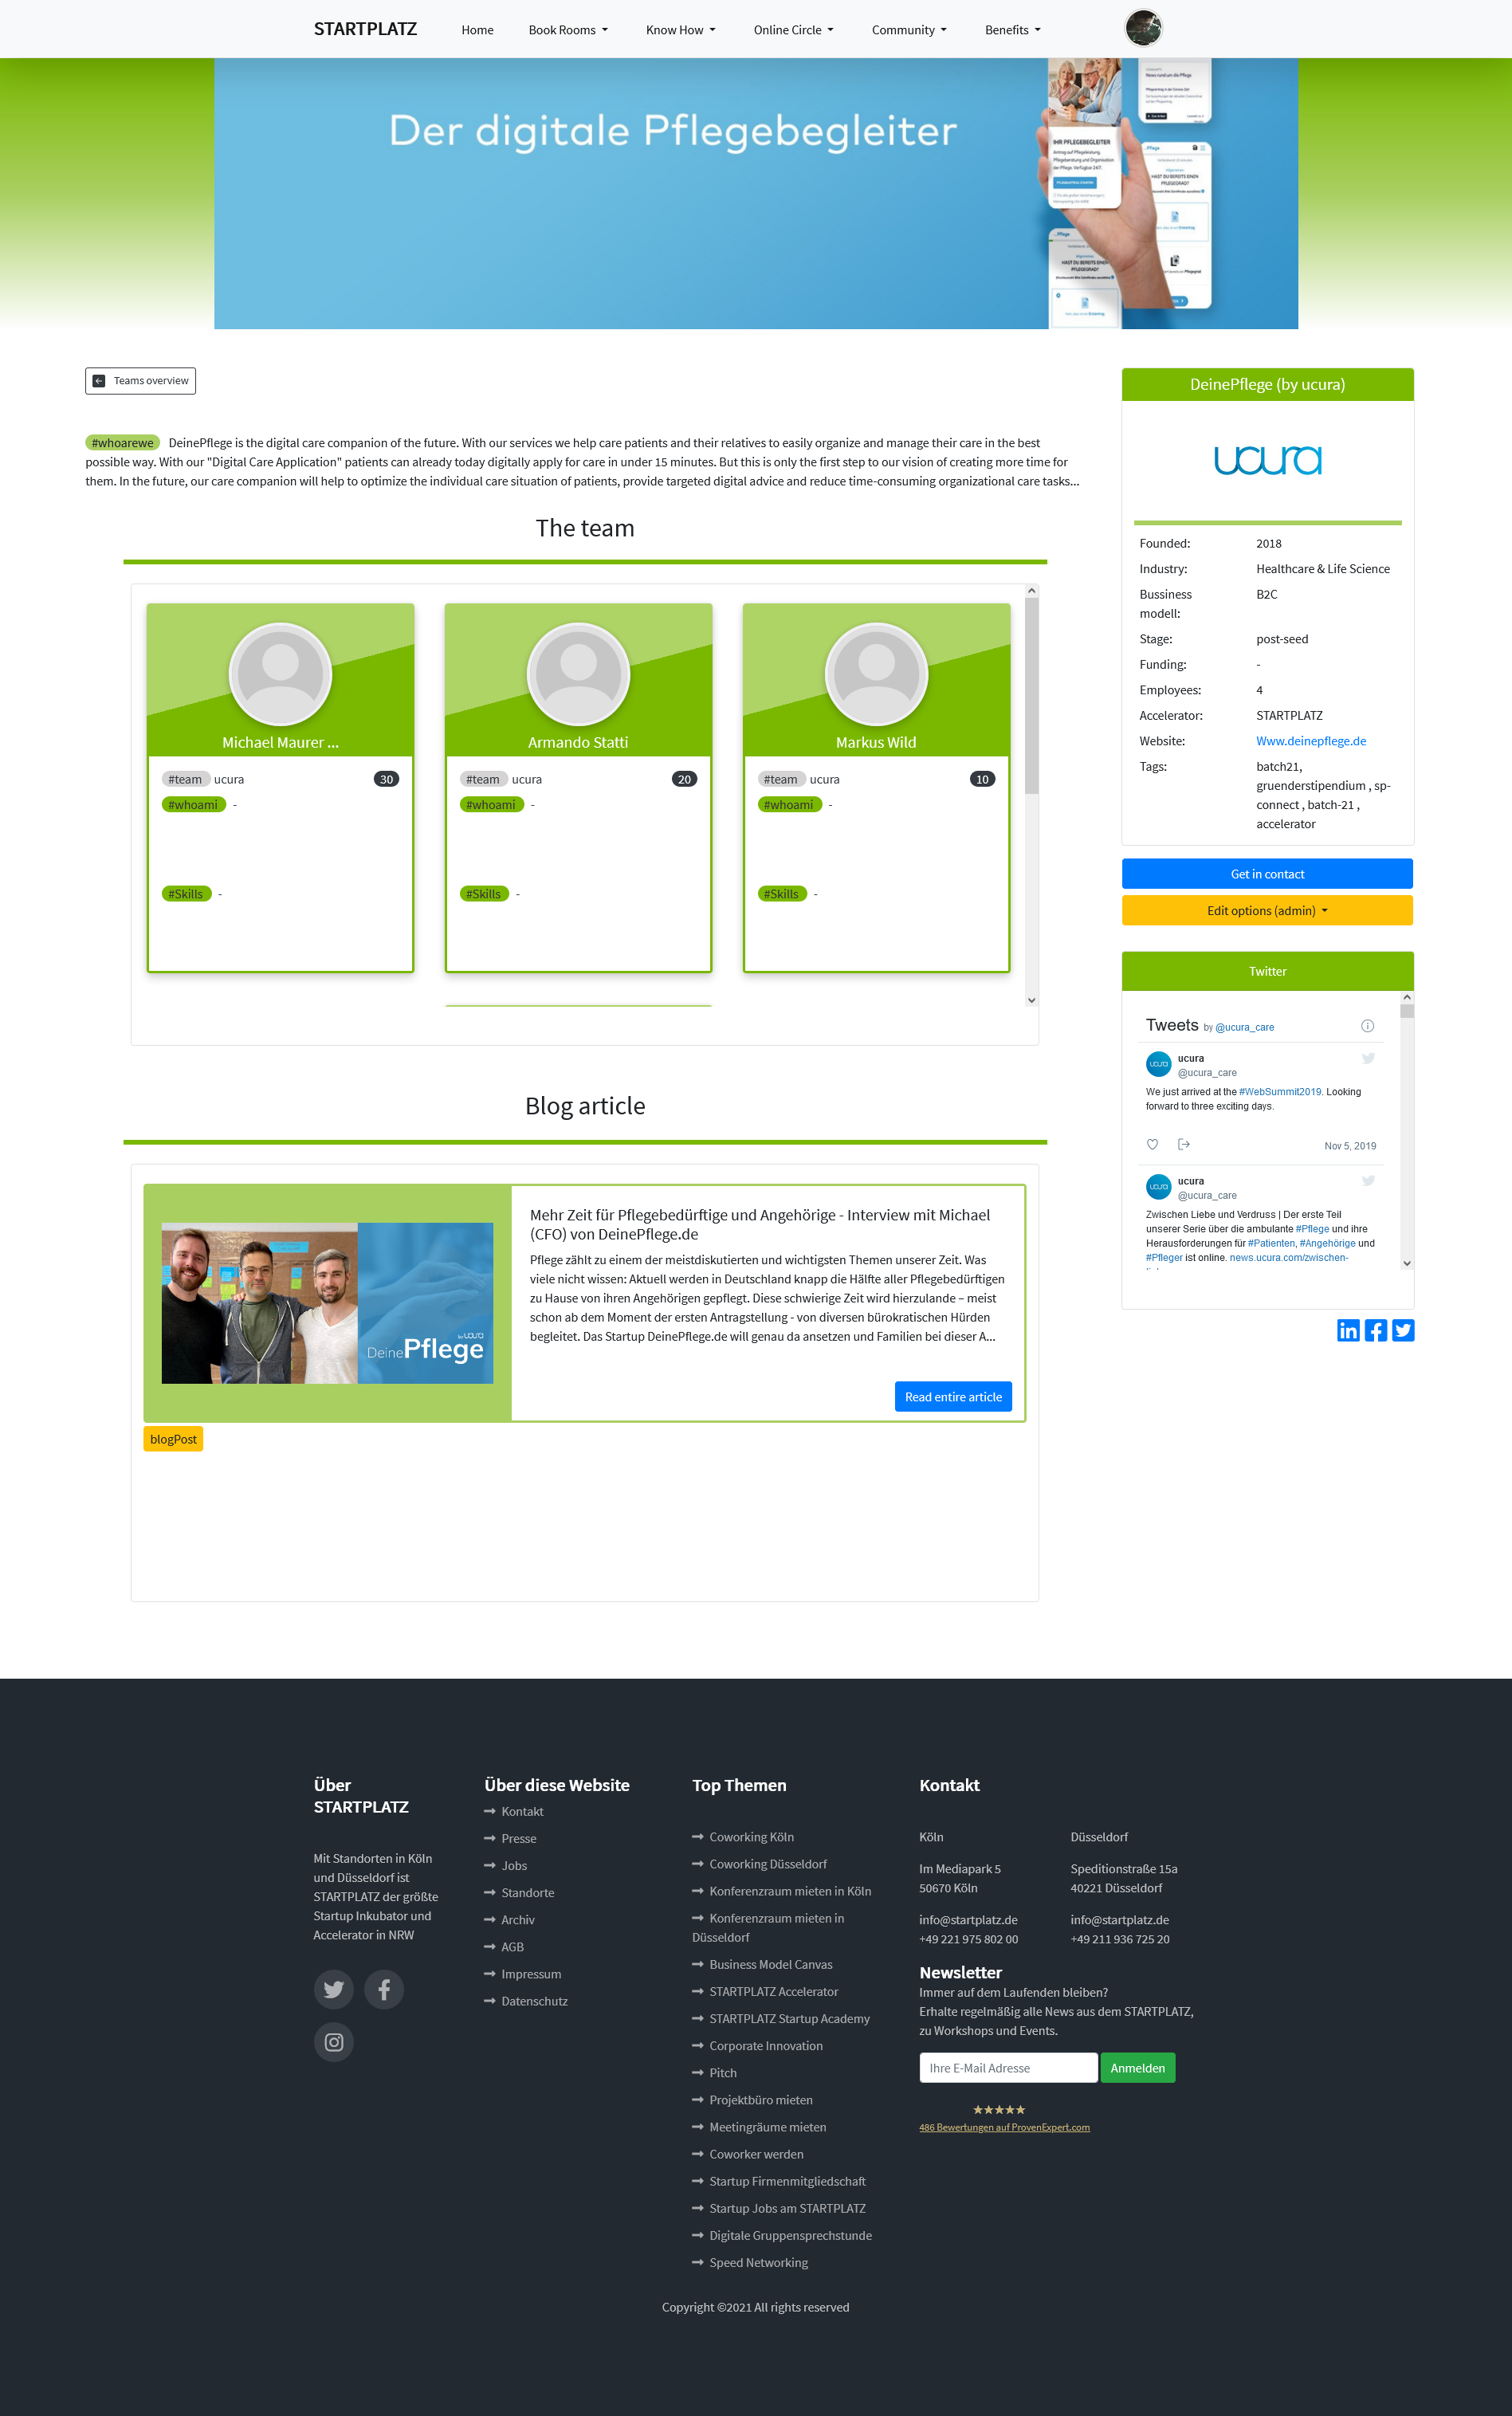 STARTPLATZ
Home
Book Rooms
Know How
Online Circle
Community
Benefits
Der digitale Pflegebegleiter
IHR PFLEGEBEGLEITER
HAST DU BEREITS EINEN
PFLEGEGRAD?
Teams overview
#whoarewe DeinePflege is the digital care companion of the future. With our services we help care patients and their relatives to easily organize and manage their care in the best
possible way. With our "Digital Care Application" patients can already today digitally apply for care in under 15 minutes. But this is only the first step to our vision of creating more time for
them. In the future, our care companion will help to optimize the individual care situation of patients, provide targeted digital advice and reduce time-consuming organizational care tasks...
The team
Michael Maurer ...
#team ucura 30
#whoami -
#Skills -
Armando Statti
#team ucura 20
#whoami -
#Skills -
Markus Wild
#team ucura 10
#whoami -
#Skills -
Blog article
DeinePflege
by ucura
Mehr Zeit für Pflegebedürftige und Angehörige - Interview mit Michael
(CFO) von DeinePflege.de
Pflege zählt zu einem der meistdiskutierten und wichtigsten Themen unserer Zeit. Was
viele nicht wissen: Aktuell werden in Deutschland knapp die Hälfte aller Pflegebedürftigen
zu Hause von ihren Angehörigen gepflegt. Diese schwierige Zeit wird hierzulande – meist
schon ab dem Moment der ersten Antragstellung - von diversen bürokratischen Hürden
begleitet. Das Startup DeinePflege.de will genau da ansetzen und Familien bei dieser A...
Read entire article
blogPost
DeinePflege (by ucura)
ucura
Founded: 2018
Industry: Healthcare & Life Science
Bussiness
modell:
B2C
Stage: post-seed
Funding: -
Employees: 4
Accelerator: STARTPLATZ
Website: Www.deinepflege.de
Tags: batch21,
gruenderstipendium , sp-
connect , batch-21 ,
accelerator
Get in contact
Edit options (admin)
Twitter
Tweets by @ucura_care
ucura
@ucura_care
We just arrived at the #WebSummit2019. Looking
forward to three exciting days.
Nov 5, 2019
ucura
@ucura_care
Zwischen Liebe und Verdruss | Der erste Teil
unserer Serie über die ambulante #Pflege und ihre
Herausforderungen für #Patienten, #Angehörige und
#Pfleger ist online. news.ucura.com/zwischen-
Über
STARTPLATZ
Mit Standorten in Köln
und Düsseldorf ist
STARTPLATZ der größte
Startup Inkubator und
Accelerator in NRW
Über diese Website
Kontakt
Presse
Jobs
Standorte
Archiv
AGB
Impressum
Datenschutz
Top Themen
Coworking Köln
Coworking Düsseldorf
Konferenzraum mieten in Köln
Konferenzraum mieten in
Düsseldorf
Business Model Canvas
STARTPLATZ Accelerator
STARTPLATZ Startup Academy
Corporate Innovation
Pitch
Projektbüro mieten
Meetingräume mieten
Coworker werden
Startup Firmenmitgliedschaft
Startup Jobs am STARTPLATZ
Digitale Gruppensprechstunde
Speed Networking
Kontakt
Köln
Im Mediapark 5
50670 Köln
info@startplatz.de
+49 221 975 802 00
Düsseldorf
Speditionstraße 15a
40221 Düsseldorf
info@startplatz.de
+49 211 936 725 20
Newsletter
Immer auf dem Laufenden bleiben?
Erhalte regelmäßig alle News aus dem STARTPLATZ,
zu Workshops und Events.
Ihre E-Mail Adresse
Anmelden
486 Bewertungen auf ProvenExpert.com
Copyright ©2021 All rights reserved